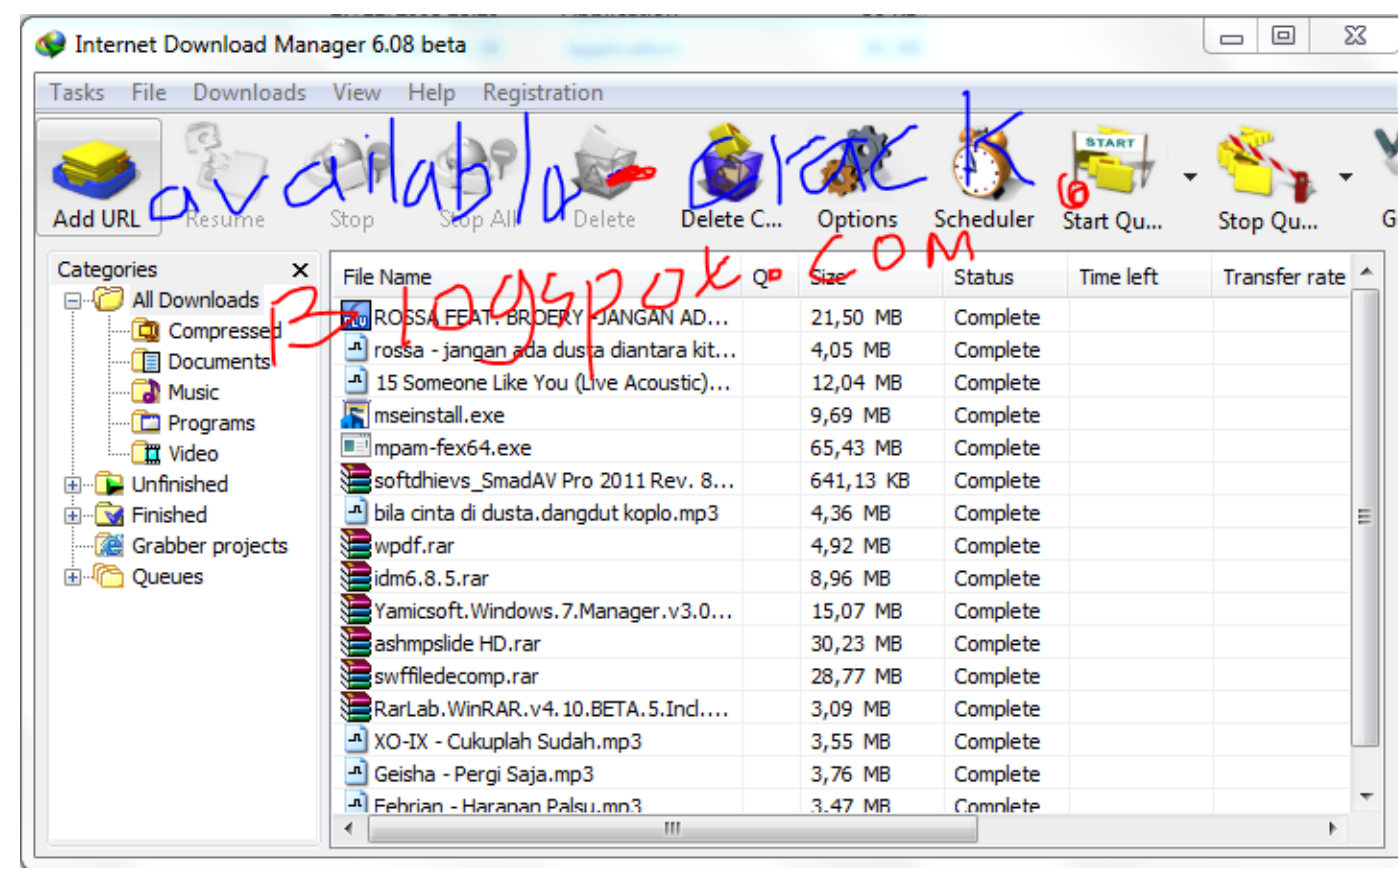 Internet Download Manager 6.08 beta
Tasks File Downloads View Help Registration
START
available-crack6
Add URL Resume Stop Stop All Delete Delete C... Options Scheduler Start Qu... Stop Qu...
Blogspot.com
Categories
All Downloads
Compressed
Documents
Music
Programs
Video
Unfinished
Finished
Grabber projects
Queues
File Name Q Size Status Time left Transfer rate
ROSSA FEAT. BROERY -JANGAN AD... 21,50 MB Complete
rossa - jangan ada dusta diantara kit... 4,05 MB Complete
15 Someone Like You (Live Acoustic)... 12,04 MB Complete
mseinstall.exe 9,69 MB Complete
mpam-fex64.exe 65,43 MB Complete
softdhievs_SmadAV Pro 2011 Rev. 8... 641,13 KB Complete
bila cinta di dusta.dangdut koplo.mp3 4,36 MB Complete
wpdf.rar 4,92 MB Complete
idm6.8.5.rar 8,96 MB Complete
Yamicsoft.Windows.7.Manager.v3.0... 15,07 MB Complete
ashmpslide HD.rar 30,23 MB Complete
swffiledecomp.rar 28,77 MB Complete
RarLab.WinRAR.v4.10.BETA.5.Incl.... 3,09 MB Complete
XO-IX - Cukuplah Sudah.mp3 3,55 MB Complete
Geisha - Pergi Saja.mp3 3,76 MB Complete
Febrian - Harapan Palsu.mp3 3.47 MB Complete